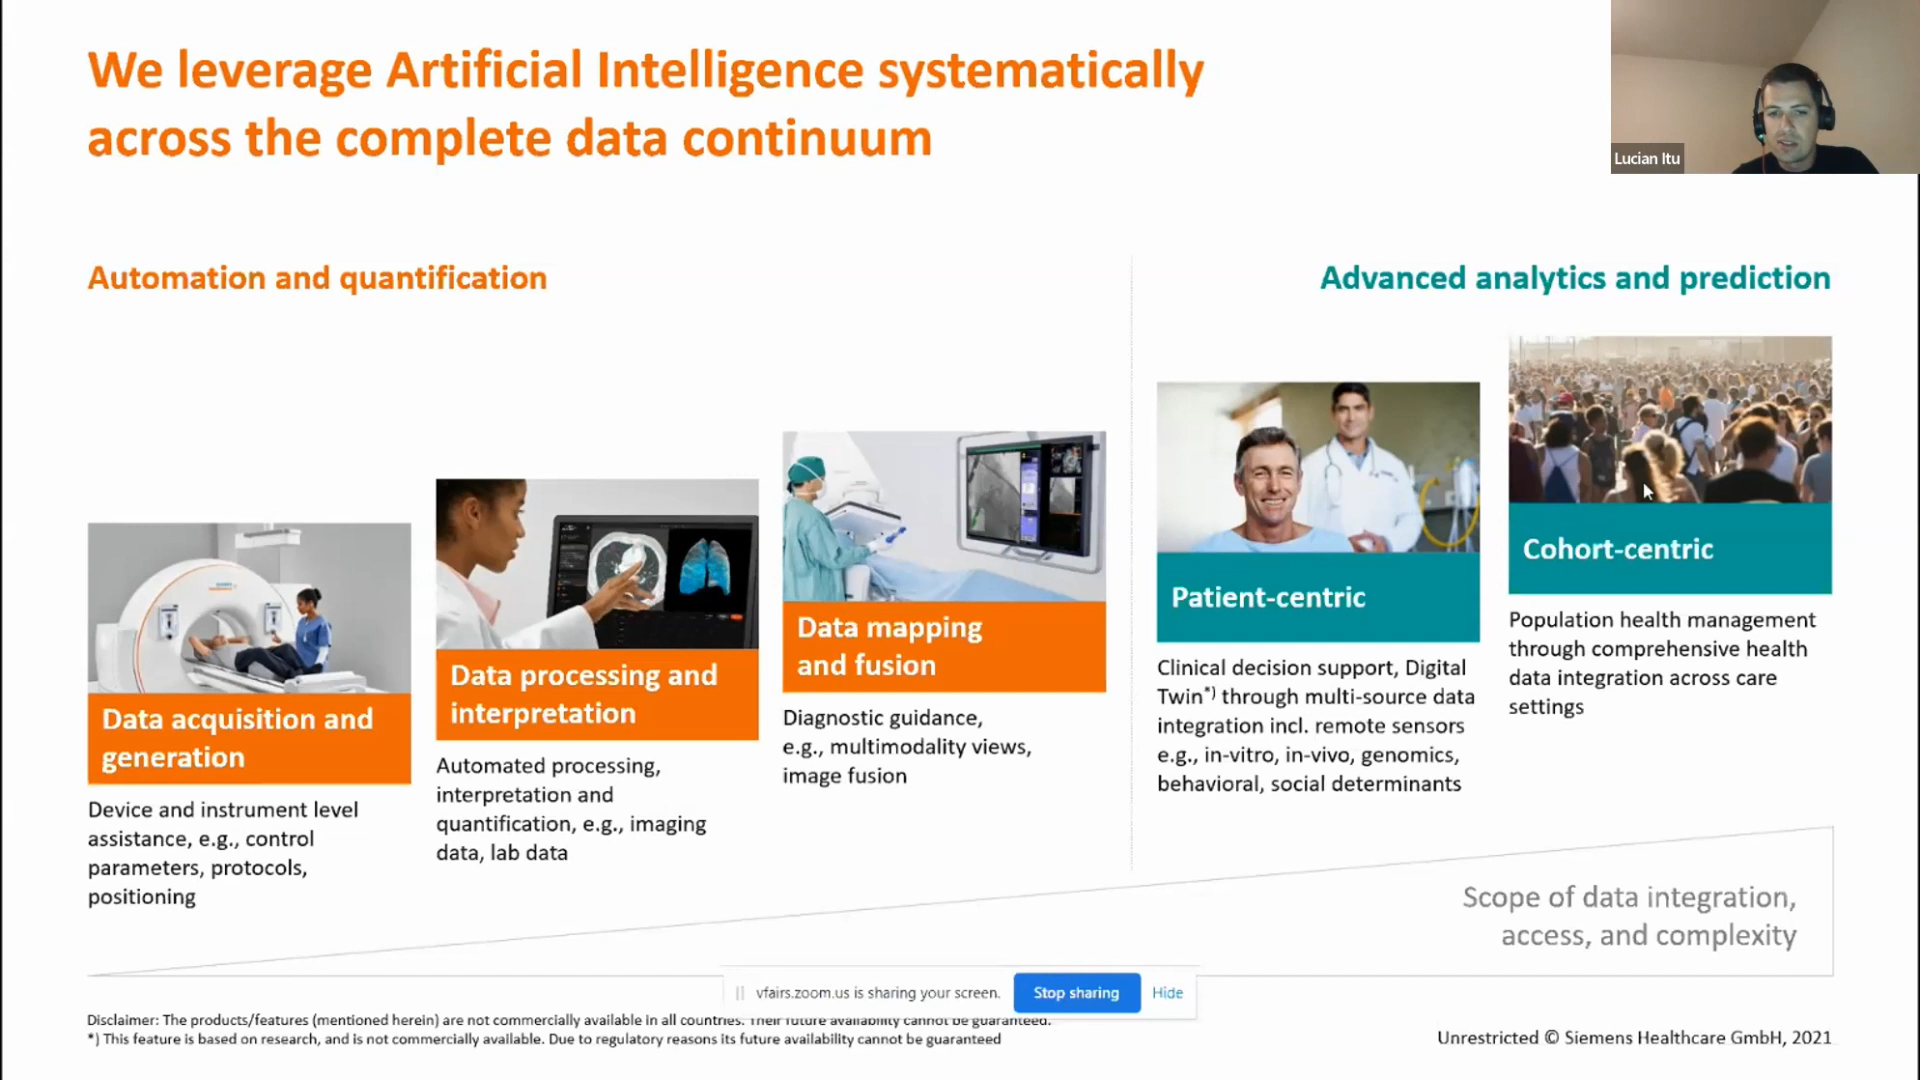 We leverage Artificial Intelligence systematically
across the complete data continuum
Lucian Itu
Automation and quantification
Advanced analytics and prediction
Data acquisition and
generation
Device and instrument level
assistance, e.g., control
parameters, protocols,
positioning
Data processing and
interpretation
Automated processing,
interpretation and
quantification, e.g., imaging
data, lab data
Data mapping
and fusion
Diagnostic guidance,
e.g., multimodality views,
image fusion
Patient-centric
Clinical decision support, Digital
Twin*) through multi-source data
integration incl. remote sensors
e.g., in-vitro, in-vivo, genomics,
behavioral, social determinants
Cohort-centric
Population health management
through comprehensive health
data integration across care
settings
Scope of data integration,
access, and complexity
vfairs.zoom.us is sharing your screen.
Stop sharing
Hide
Disclaimer: The products/features (mentioned herein) are not commercially available in all countries. Their future availability cannot be guaranteed.
*) This feature is based on research, and is not commercially available. Due to regulatory reasons its future availability cannot be guaranteed
Unrestricted © Siemens Healthcare GmbH, 2021